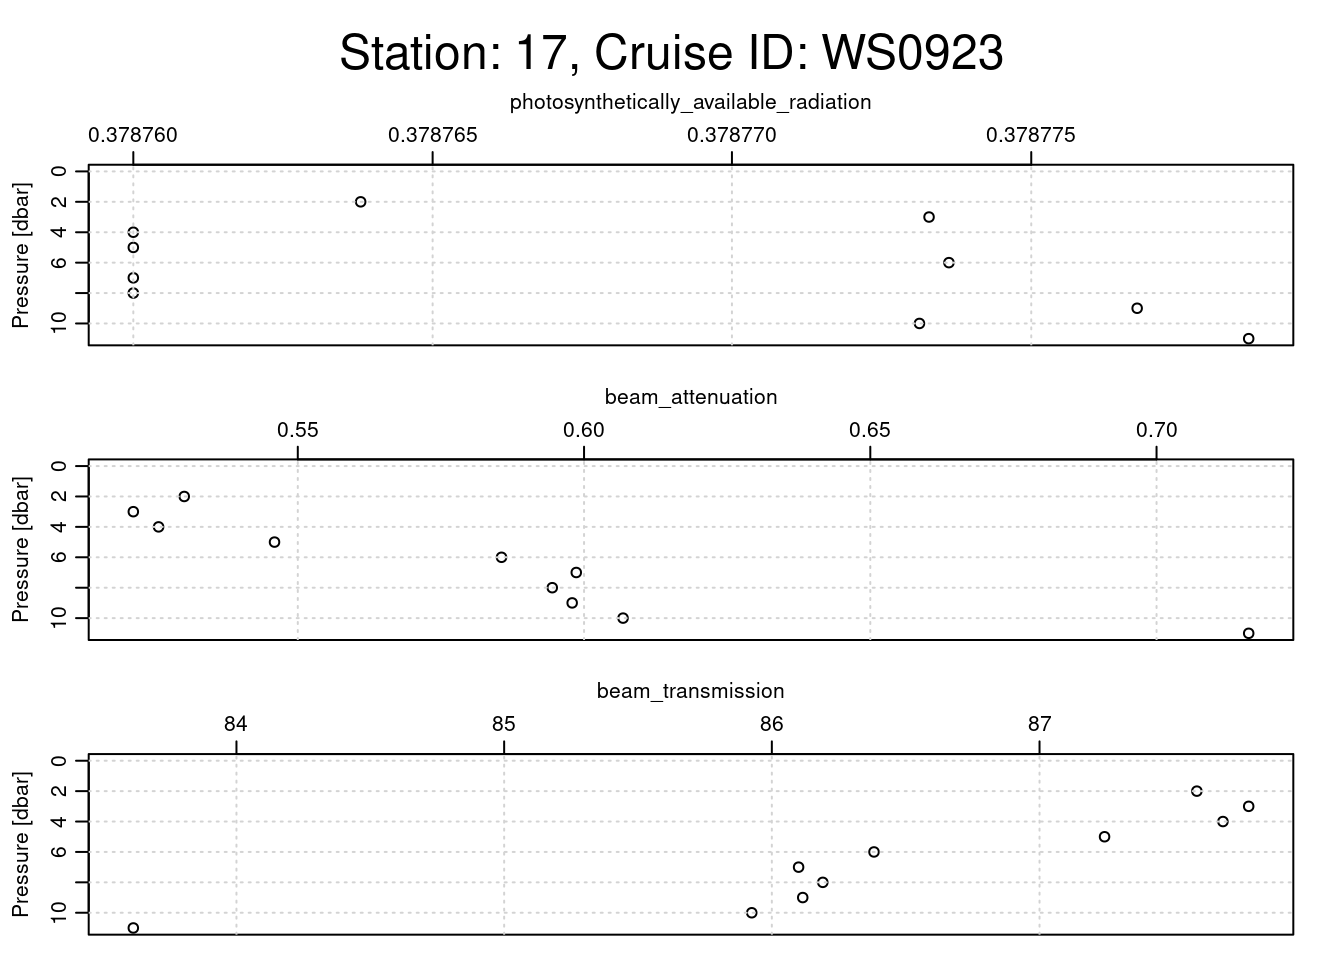 Station: 17, Cruise ID: WS0923
photosynthetically_available_radiation
0.378760 0.378765 0.378770 0.378775
Pressure [dbar]
0
2
4
6
10
beam_attenuation
0.55 0.60 0.65 0.70
Pressure [dbar]
0
2
4
6
10
beam_transmission
84 85 86 87
Pressure [dbar]
0
2
4
6
10